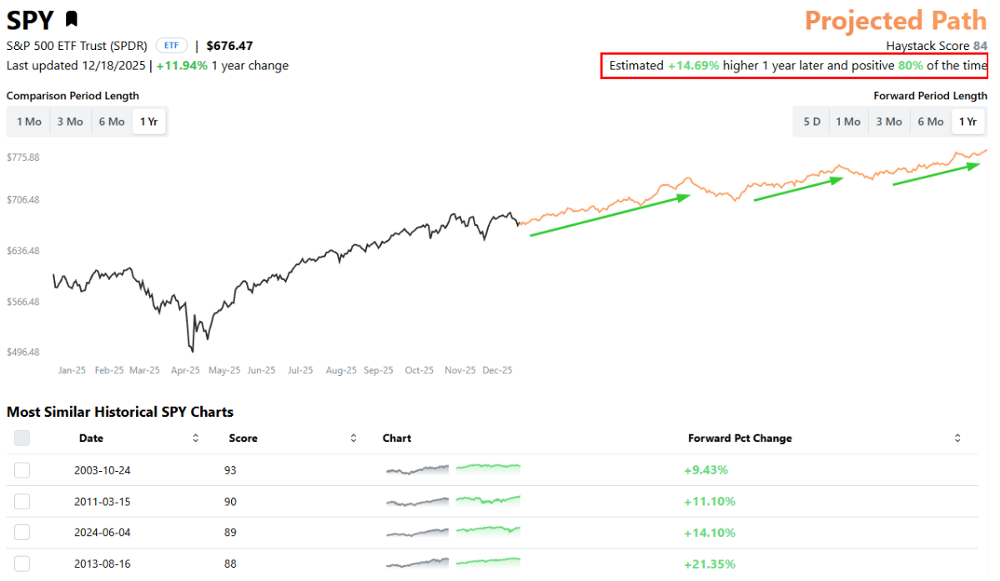 SPY
Projected Path
S&P 500 ETF Trust (SPDR) ETF | $676.47
Haystack Score 84
Last updated 12/18/2025 | +11.94% 1 year change
Estimated +14.69% higher 1 year later and positive 80% of the time
Comparison Period Length
Forward Period Length
1 Mo 3 Mo 6 Mo 1 Yr
5 D 1 Mo 3 Mo 6 Mo 1 Yr
$775.88
$706.48
$636.48
$566.48
$496.48
Jan-25 Feb-25 Mar-25 Apr-25 May-25 Jun-25 Jul-25 Aug-25 Sep-25 Oct-25 Nov-25 Dec-25
Most Similar Historical SPY Charts
Date Score Chart Forward Pct Change
2003-10-24 93 +9.43%
2011-03-15 90 +11.10%
2024-06-04 89 +14.10%
2013-08-16 88 +21.35%